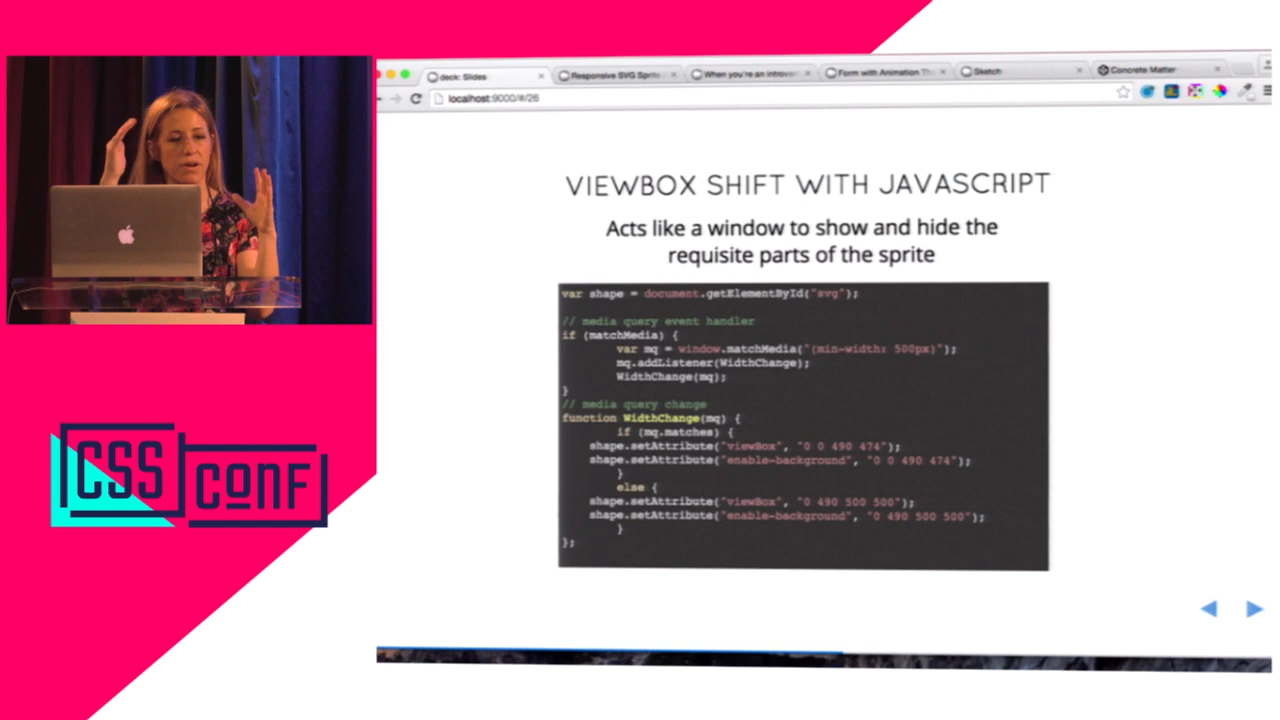 deck: Slides
Responsive SVG Sprite
When you're an introver
Form with Animation Th
Sketch
Concrete Matter
localhost:9000/#/26
VIEWBOX SHIFT WITH JAVASCRIPT
Acts like a window to show and hide the
requisite parts of the sprite
var shape = document.getElementById("svg");
// media query event handler
if (matchMedia) {
var mq = window.matchMedia("(min-width: 500px)");
mq.addListener(WidthChange);
WidthChange(mq);
}
// media query change
function WidthChange(mq) {
if (mq.matches) {
shape.setAttribute("viewBox", "0 0 490 474");
shape.setAttribute("enable-background", "0 0 490 474");
}
else {
shape.setAttribute("viewBox", "0 490 500 500");
shape.setAttribute("enable-background", "0 490 500 500");
}
};
CSS
CONF